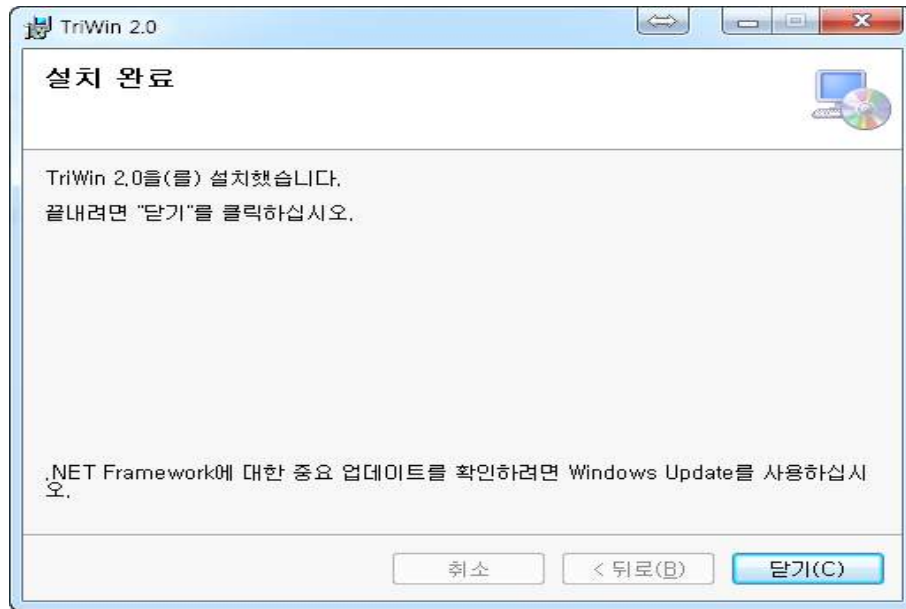 TriWin 2.0
설치 완료
TriWin 2.0을(를) 설치했습니다.
끝내려면 "닫기"를 클릭하십시오.
.NET Framework에 대한 중요 업데이트를 확인하려면 Windows Update를 사용하십시
오.
취소 < 뒤로(B) 닫기(C)